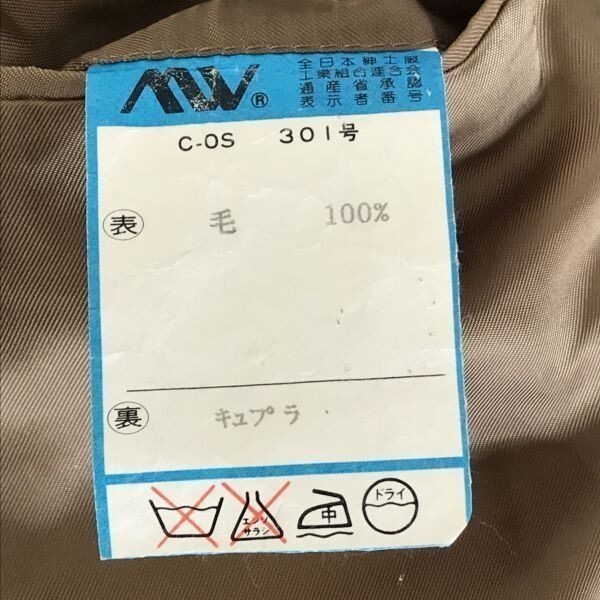 MW®
全日本紳士服
工業組合連合会
通産省承認
表示者番号
C-OS 301号
表 毛 100%
裏 キュプラ
エンソ
サラシ
中
ドライ